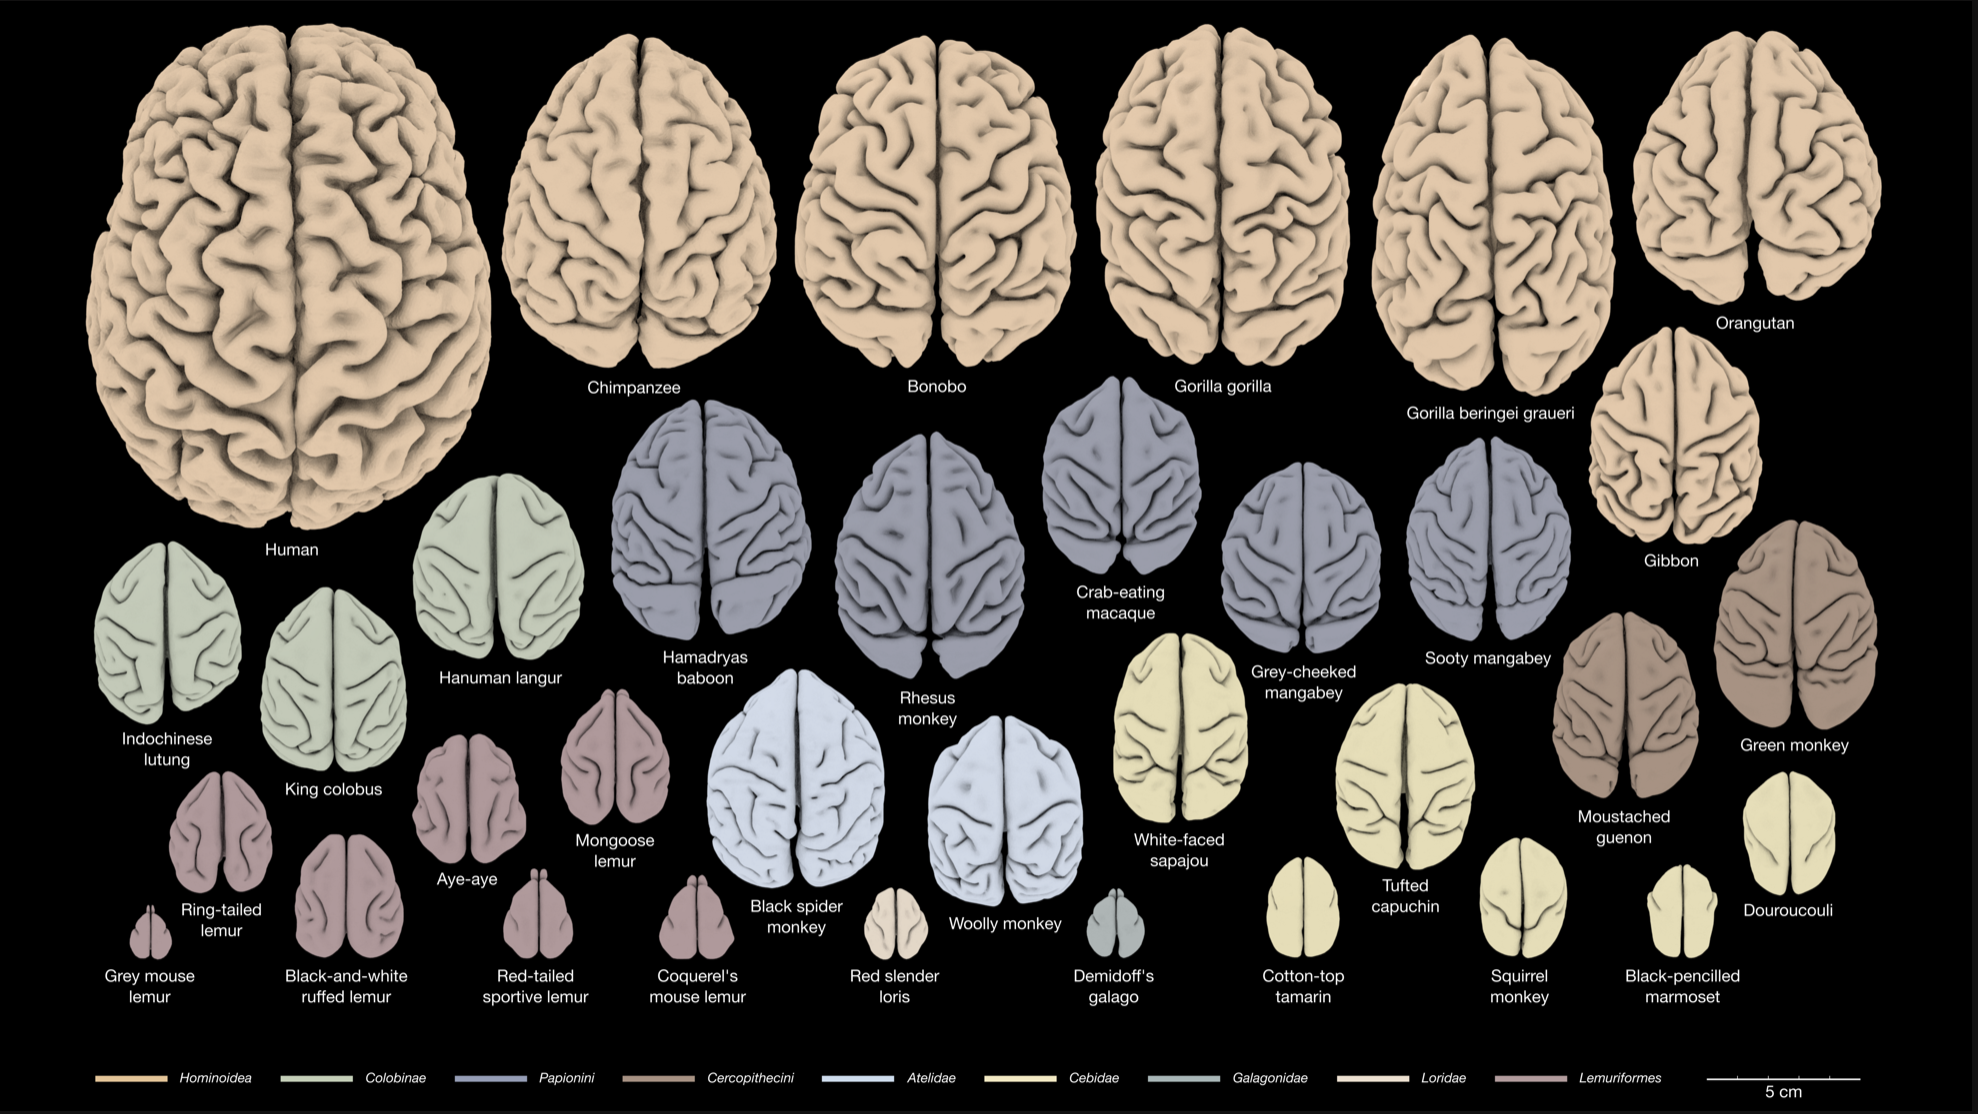 Orangutan
Chimpanzee
Bonobo
Gorilla gorilla
Gorilla beringei graueri
Human
Gibbon
Crab-eating
macaque
Hamadryas
baboon
Hanuman langur
Rhesus
monkey
Grey-cheeked
mangabey
Sooty mangabey
Indochinese
lutung
King colobus
Green monkey
Moustached
guenon
Mongoose
lemur
White-faced
sapajou
Aye-aye
Tufted
capuchin
Ring-tailed
lemur
Black spider
monkey
Woolly monkey
Douroucouli
Grey mouse
lemur
Black-and-white
ruffed lemur
Red-tailed
sportive lemur
Coquerel's
mouse lemur
Red slender
loris
Demidoff's
galago
Cotton-top
tamarin
Squirrel
monkey
Black-pencilled
marmoset
Hominoidea
Colobinae
Papionini
Cercopithecini
Atelidae
Cebidae
Galagonidae
Loridae
Lemuriformes
5 cm